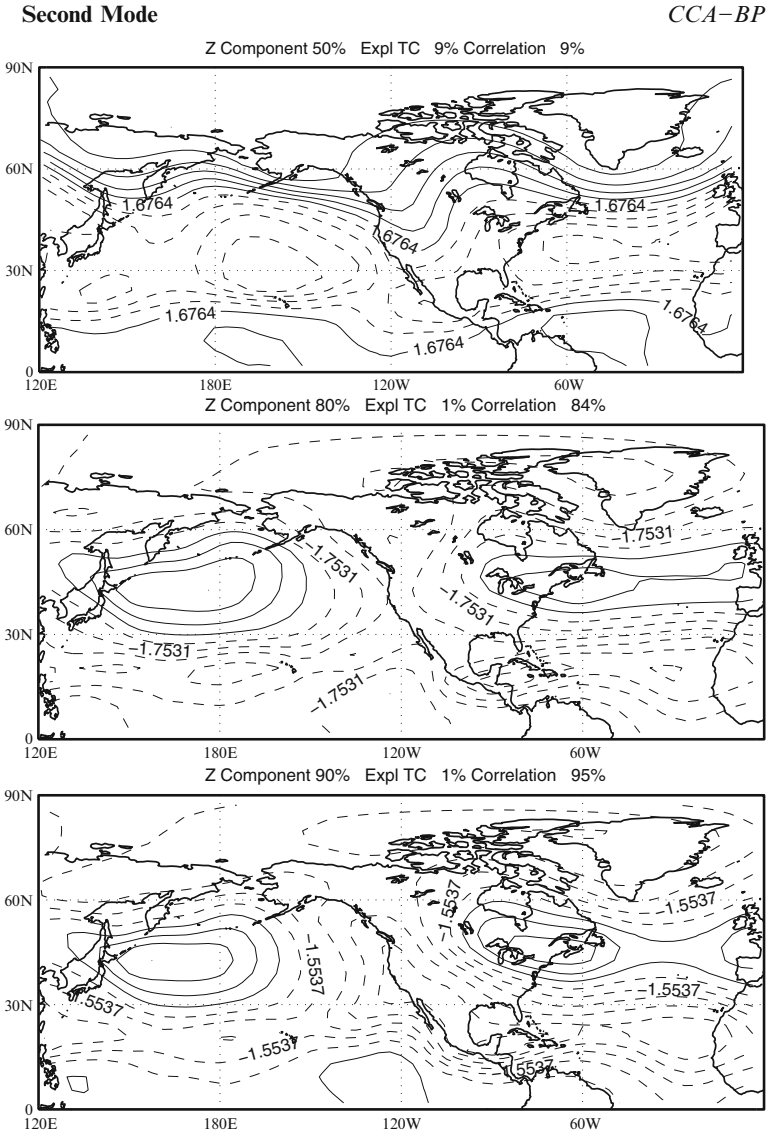 Second Mode CCA−BP
Z Component 50% Expl TC 9% Correlation 9%
90N
60N
1.6764
1.6764
1.6764
30N
1.6764
1.6764
1.6764
0
120E 180E 120W 60W
Z Component 80% Expl TC 1% Correlation 84%
90N
60N
−1.7531
−1.7531
−1.7531
30N
−1.7531
−1.7531
0
120E 180E 120W 60W
Z Component 90% Expl TC 1% Correlation 95%
90N
60N
−1.5537
−1.5537
−1.5537
−1.5537
30N
1.5537
−1.5537
5537
0
120E 180E 120W 60W